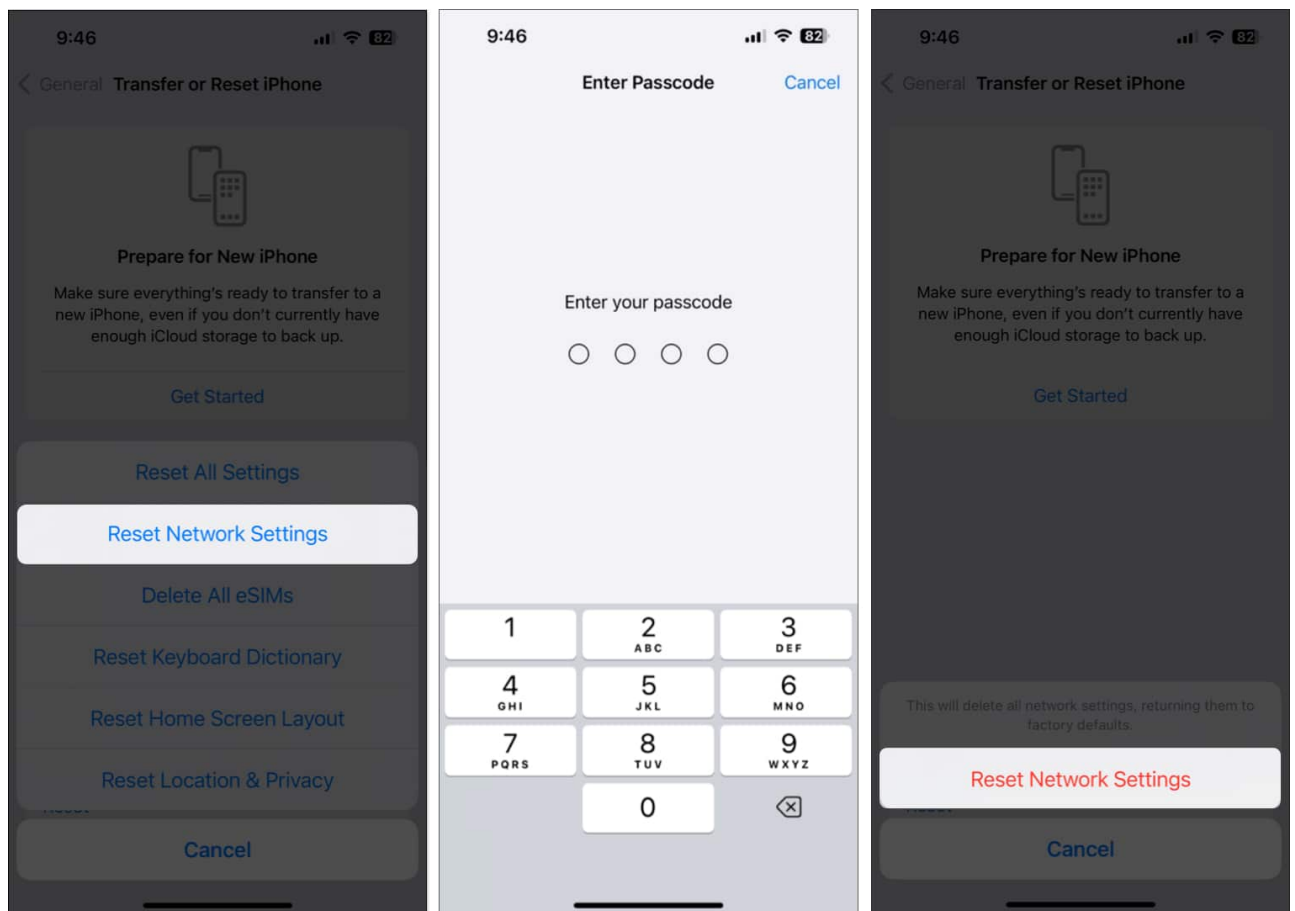 9:46
82
General Transfer or Reset iPhone
Prepare for New iPhone
Make sure everything's ready to transfer to a
new iPhone, even if you don't currently have
enough iCloud storage to back up.
Get Started
Reset All Settings
Reset Network Settings
Delete All eSIMs
Reset Keyboard Dictionary
Reset Home Screen Layout
Reset Location & Privacy
Reset
Cancel
9:46
82
Enter Passcode
Cancel
Enter your passcode
1
2
3
ABC
DEF
4
5
6
GHI
JKL
MNO
7
8
9
PQRS
TUV
WXYZ
0
9:46
82
General Transfer or Reset iPhone
Prepare for New iPhone
Make sure everything's ready to transfer to a
new iPhone, even if you don't currently have
enough iCloud storage to back up.
Get Started
This will delete all network settings, returning them to
factory defaults.
Reset Network Settings
Cancel